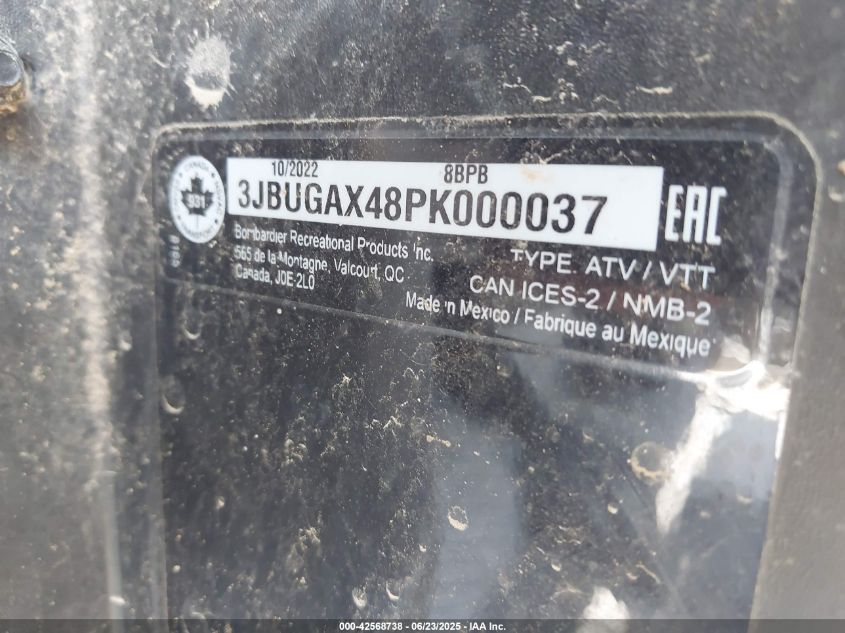 10/2022 8BPB
3JBUGAX48PK000037
EAC
CANADA
Bombardier Recreational Products Inc.
565 de la Montagne, Valcourt, QC
Canada, J0E 2L0
TYPE. ATV / VTT
CAN ICES-2 / NMB-2
Made in Mexico / Fabrique au Mexique
000-42568738 - 06/23/2025 - IAA Inc.